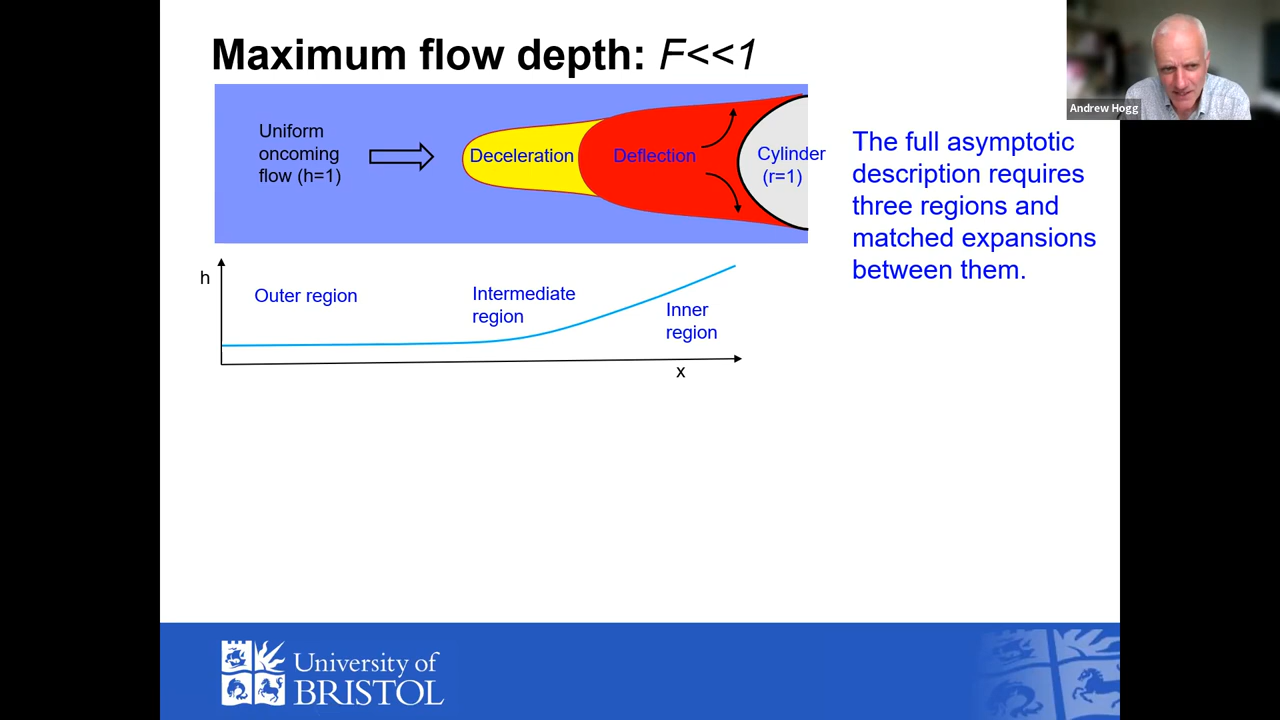 Maximum flow depth: F<<1
Andrew Hogg
Uniform
oncoming
flow (h=1)
Deceleration
Deflection
Cylinder
(r=1)
The full asymptotic
description requires
three regions and
matched expansions
between them.
h
Outer region
Intermediate
region
Inner
region
x
University of
BRISTOL